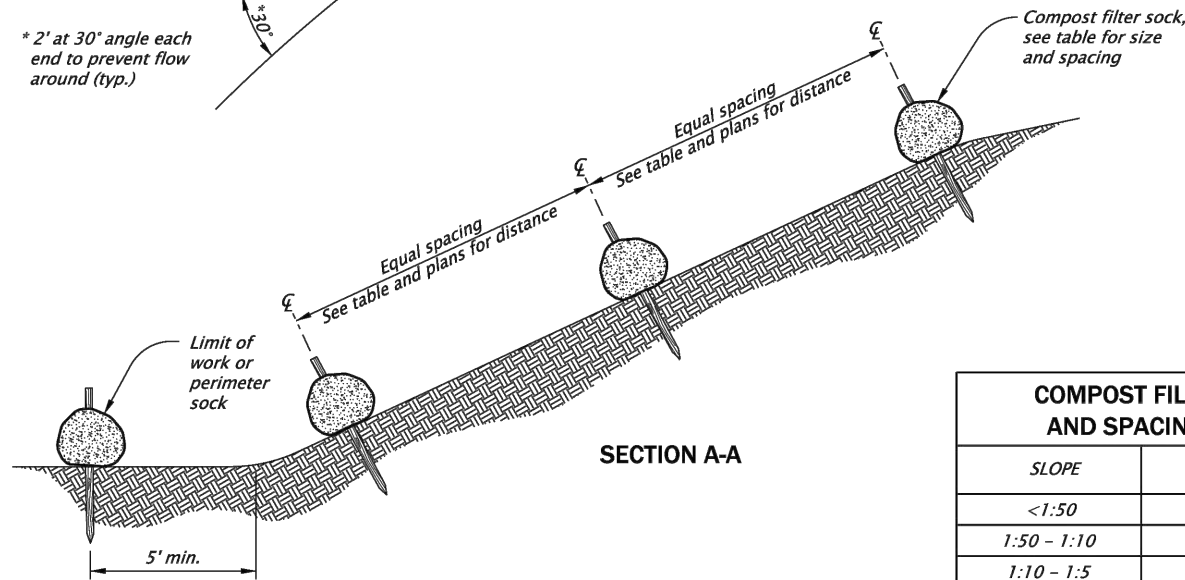 *30°
* 2' at 30° angle each
end to prevent flow
around (typ.)
℄
Compost filter sock,
see table for size
and spacing
Equal spacing
See table and plans for distance
℄
Equal spacing
See table and plans for distance
℄
Limit of
work or
perimeter
sock
SECTION A-A
5' min.
COMPOST FIL
AND SPACIN
SLOPE
<1:50
1:50 – 1:10
1:10 – 1:5